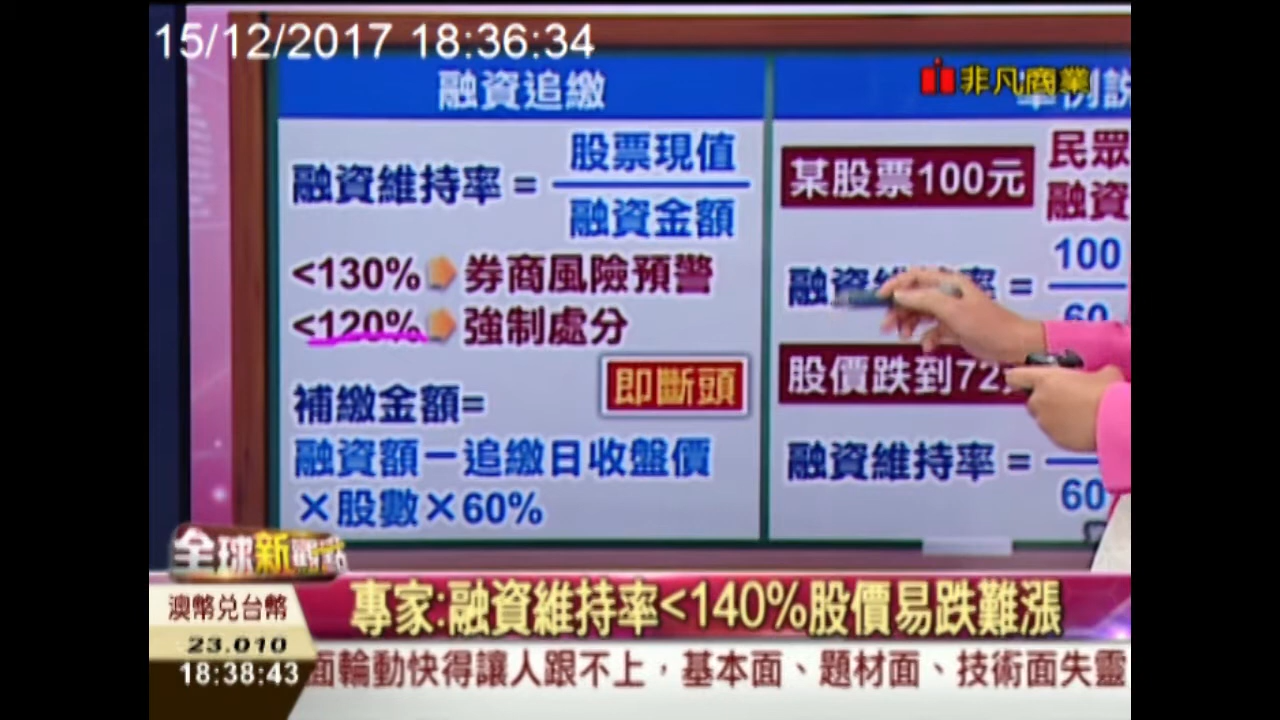 15/12/2017 18:36:34
非凡商業
融資追繳
融資維持率 = 股票現值
融資金額
<130% 券商風險預警
<120% 強制處分
即斷頭
補繳金額=
融資額－追繳日收盤價
×股數×60%
某股票100元
民眾
融資
100
60
股價跌到72
融資維持率 =
60
全球新觀點
專家:融資維持率<140%股價易跌難漲
澳幣兌台幣
23.010
18:38:43
面輪動快得讓人跟不上，基本面、題材面、技術面失靈